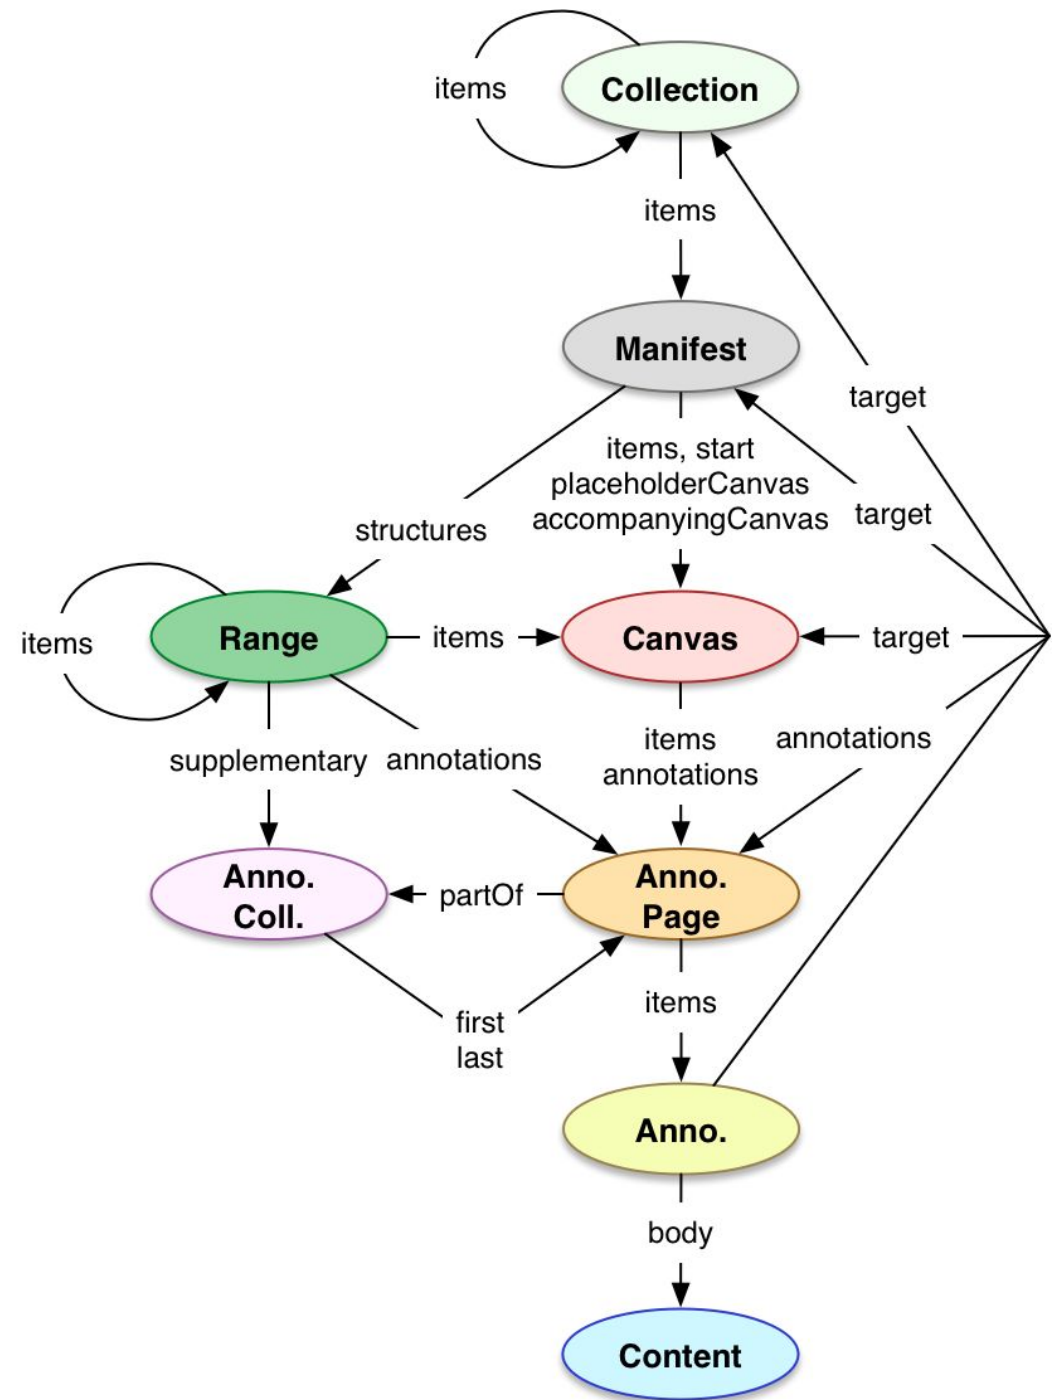 items
Collection
items
Manifest
target
items, start
placeholderCanvas
accompanyingCanvas
target
structures
items
Range
items
Canvas
target
supplementary
annotations
items
annotations
annotations
Anno.
Coll.
partOf
Anno.
Page
items
first
last
Anno.
body
Content